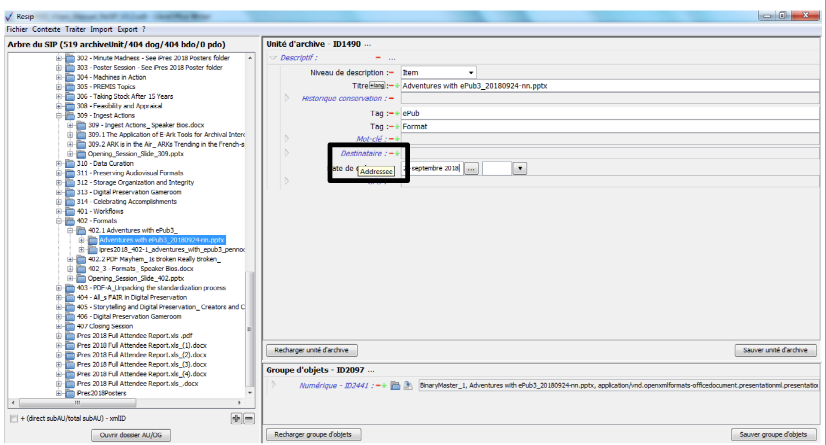 Resip
Fichier Contexte Traiter Import Export ?
Arbre du SIP (519 archiveUnit/404 dog/404 bdo/0 pdo)
302 - Minute Madness - See iPres 2018 Posters folder
303 - Poster Session - See iPres 2018 Poster folder
304 - Machines in Action
305 - PREMIS Topics
306 - Taking Stock After 15 Years
308 - Feasibility and Appraisal
309 - Ingest Actions
309 - Ingest Actions_ Speaker Bios.docx
309.1 The Application of E-Ark Tools for Archival Interc
309.2 ARK is in the Air_ ARKs Trending in the French-s
Opening_Session_Slide_309.pptx
310 - Data Curation
311 - Preserving Audiovisual Formats
312 - Storage Organization and Integrity
313 - Digital Preservation Gameroom
314 - Celebrating Accomplishments
401 - Workflows
402 - Formats
402.1 Adventures with ePub3_
Adventures with ePub3_20180924-nn.pptx
ipres2018_402-1_adventures_with_epub3_pennoc
402.2 PDF Mayhem_ Is Broken Really Broken_
402_3 - Formats_ Speaker Bios.docx
Opening_Session_Slide_402.pptx
403 - PDF-A_Unpacking the standardization process
404 - All_s FAIR in Digital Preservation
405 - Storytelling and Digital Preservation_ Creators and C
406 - Digital Preservation Gameroom
407 Closing Session
iPres 2018 Full Attendee Report.xls .pdf
iPres 2018 Full Attendee Report.xls_(1).docx
iPres 2018 Full Attendee Report.xls_(2).docx
iPres 2018 Full Attendee Report.xls_(3).docx
iPres 2018 Full Attendee Report.xls_(4).docx
iPres 2018 Full Attendee Report.xls_.docx
iPres2018Posters
+ (direct subAU/total subAU) - xmlID
Ouvrir dossier AU/OG
Unité d'archive - ID1490 ...
Descriptif : − ...
Niveau de description :− Item
Titre +lang :−+ Adventures with ePub3_20180924-nn.pptx
Historique conservation : −
Tag :−+ ePub
Tag :−+ Format
Mot-clé : −+
Destinataire : −+
Addressee
septembre 2018 ...
Recharger unité d'archive
Sauver unité d'archive
Groupe d'objets - ID2097 ...
Numérique - ID2441 : −+ BinaryMaster_1, Adventures with ePub3_20180924-nn.pptx, application/vnd.openxmlformats-officedocument.presentationml.presentatio
Recharger groupe d'objets
Sauver groupe d'objets